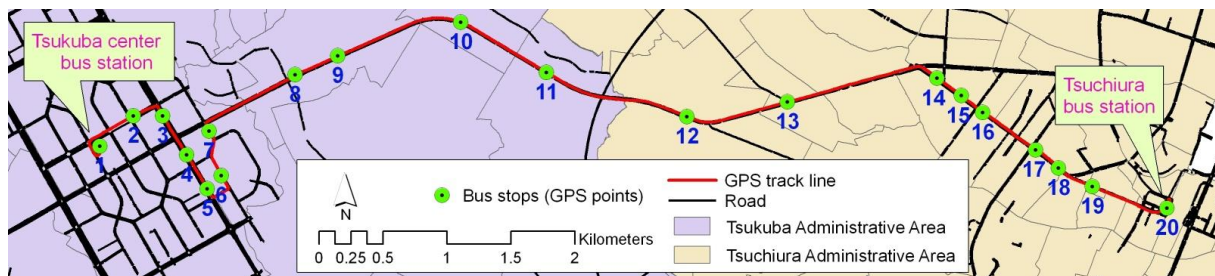 Tsukuba center
bus station
10
9
8
11
2
3
1
4
7
5
6
12
13
14
15
16
17
18
19
20
Tsuchiura
bus station
N
0 0.25 0.5 1 1.5 2
Kilometers
Bus stops (GPS points)
GPS track line
Road
Tsukuba Administrative Area
Tsuchiura Administrative Area